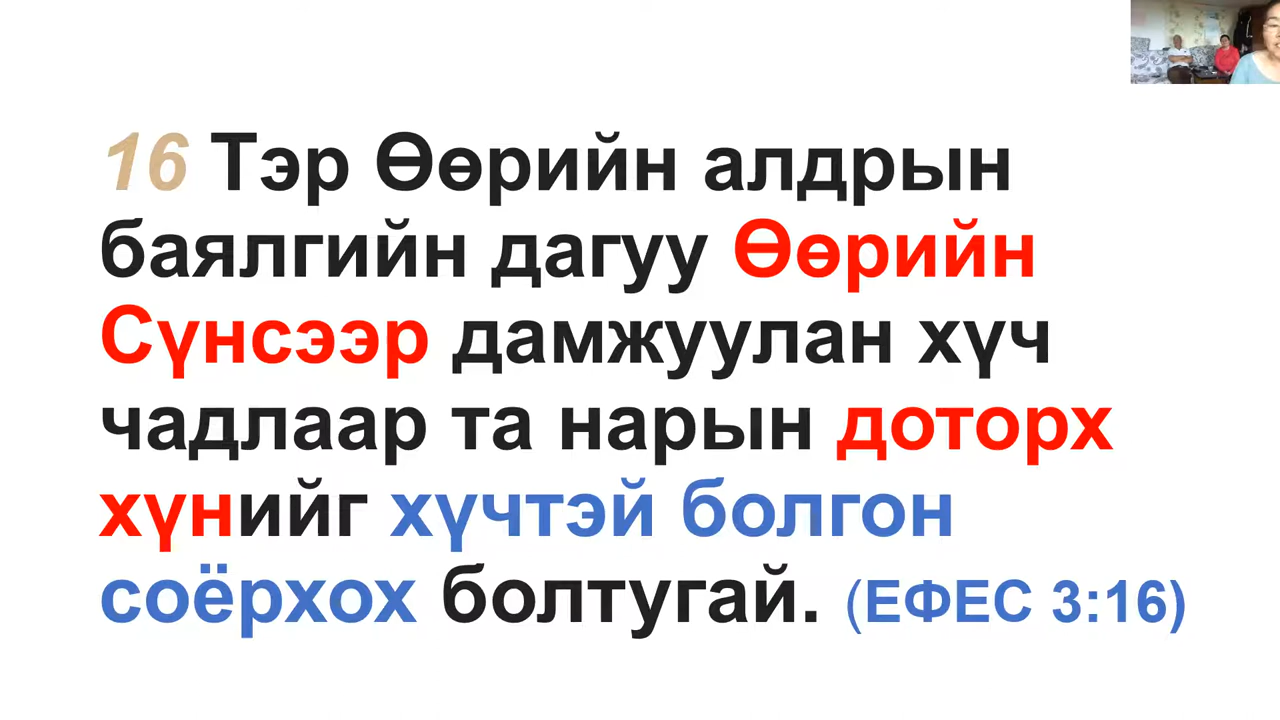 16 Тэр Өөрийн алдрын
баялгийн дагуу Өөрийн
Сүнсээр дамжуулан хүч
чадлаар та нарын доторх
хүнийг хүчтэй болгон
соёрхох болтугай. (ЕФЕС 3:16)